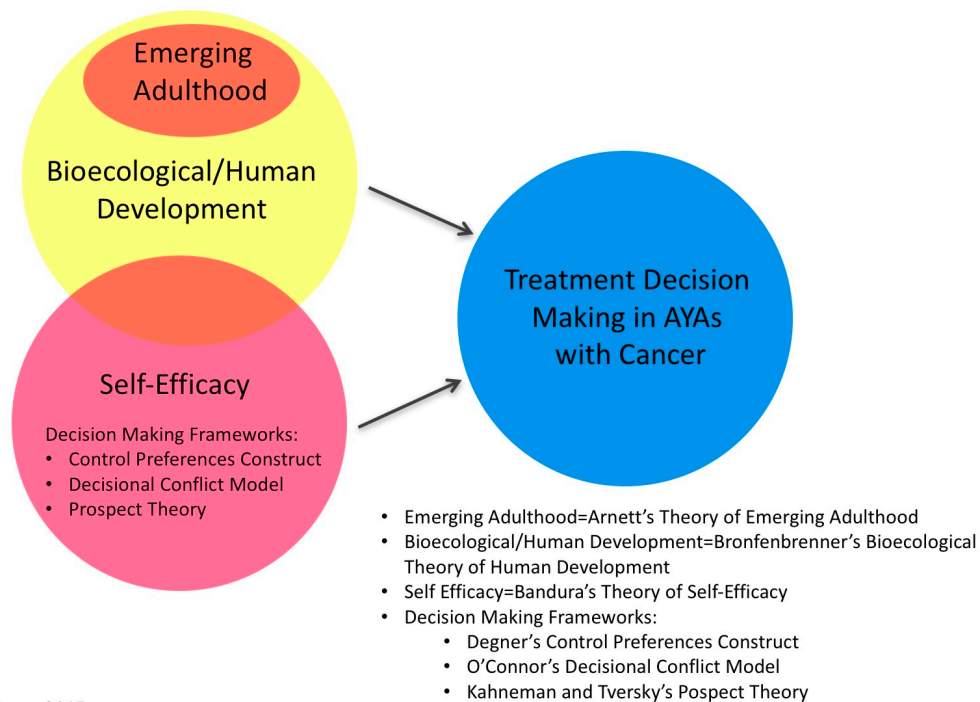 Emerging
Adulthood
Bioecological/Human
Development
Self-Efficacy
Decision Making Frameworks:
• Control Preferences Construct
• Decisional Conflict Model
• Prospect Theory
Treatment Decision
Making in AYAs
with Cancer
• Emerging Adulthood=Arnett’s Theory of Emerging Adulthood
• Bioecological/Human Development=Bronfenbrenner’s Bioecological
Theory of Human Development
• Self Efficacy=Bandura’s Theory of Self-Efficacy
• Decision Making Frameworks:
• Degner’s Control Preferences Construct
• O’Connor’s Decisional Conflict Model
• Kahneman and Tversky’s Pospect Theory